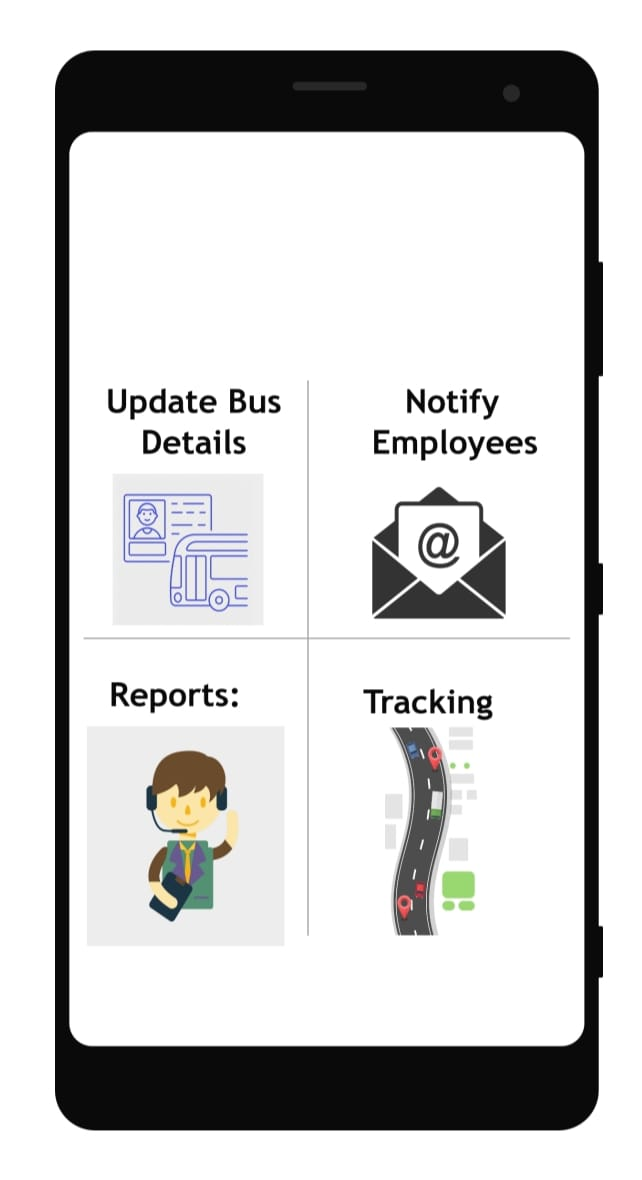 Update Bus
Details
Notify
Employees
@
Reports:
Tracking